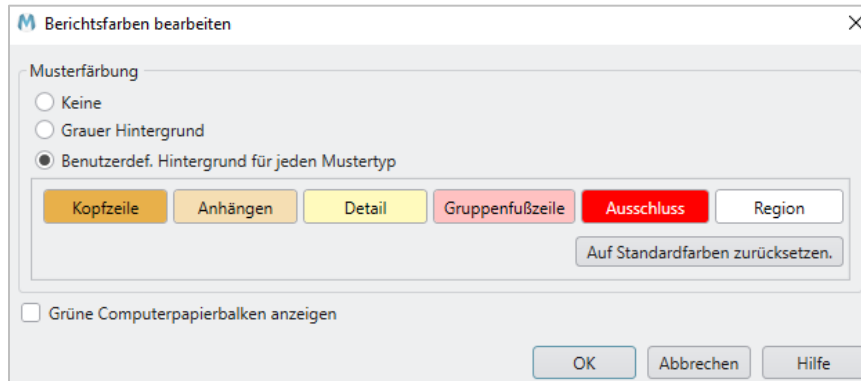 Berichtsfarben bearbeiten
Musterfärbung
Keine
Grauer Hintergrund
Benutzerdef. Hintergrund für jeden Mustertyp
Kopfzeile Anhängen Detail Gruppenfußzeile Ausschluss Region
Auf Standardfarben zurücksetzen.
Grüne Computerpapierbalken anzeigen
OK Abbrechen Hilfe